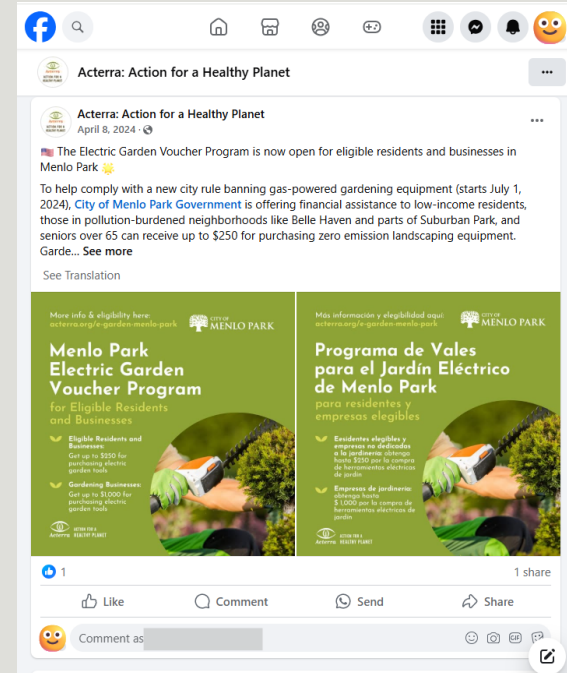 Acterra: Action for a Healthy Planet
Acterra: Action for a Healthy Planet
April 8, 2024 ·
🇺🇸 The Electric Garden Voucher Program is now open for eligible residents and businesses in
Menlo Park 🌟
To help comply with a new city rule banning gas-powered gardening equipment (starts July 1,
2024), City of Menlo Park Government is offering financial assistance to low-income residents,
those in pollution-burdened neighborhoods like Belle Haven and parts of Suburban Park, and
seniors over 65 can receive up to $250 for purchasing zero emission landscaping equipment.
Garde... See more
See Translation
More info & eligibility here:
acterra.org/e-garden-menlo-park
CITY OF
MENLO PARK
Menlo Park
Electric Garden
Voucher Program
for Eligible Residents
and Businesses
Eligible Residents and
Businesses:
Get up to $250 for
purchasing electric
garden tools
Gardening Businesses:
Get up to $1,000 for
purchasing electric
garden tools
Acterra
ACTION FOR A
HEALTHY PLANET
Más información y elegibilidad aquí:
acterra.org/e-garden-menlo-park
CITY OF
MENLO PARK
Programa de Vales
para el Jardín Eléctrico
de Menlo Park
para residentes y
empresas elegibles
Residentes elegibles y
empresas no dedicadas
a la jardinería: obtenga
hasta $250 por la compra
de herramientas eléctricas
de jardín
Empresas de jardinería:
obtenga hasta
$1,000 por la compra de
herramientas eléctricas de
jardín
Acterra
ACTION FOR A
HEALTHY PLANET
1
1 share
Like
Comment
Send
Share
Comment as
GIF